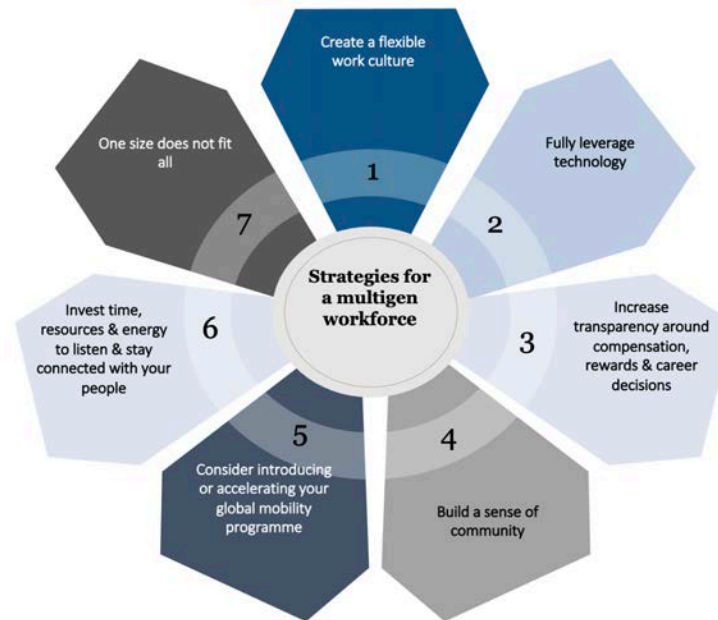 Create a flexible
work culture
1
Fully leverage
technology
2
Increase
transparency around
compensation,
rewards & career
decisions
3
Build a sense of
community
4
Consider introducing
or accelerating your
global mobility
programme
5
Invest time,
resources & energy
to listen & stay
connected with your
people
6
One size does not fit
all
7
Strategies for
a multigen
workforce